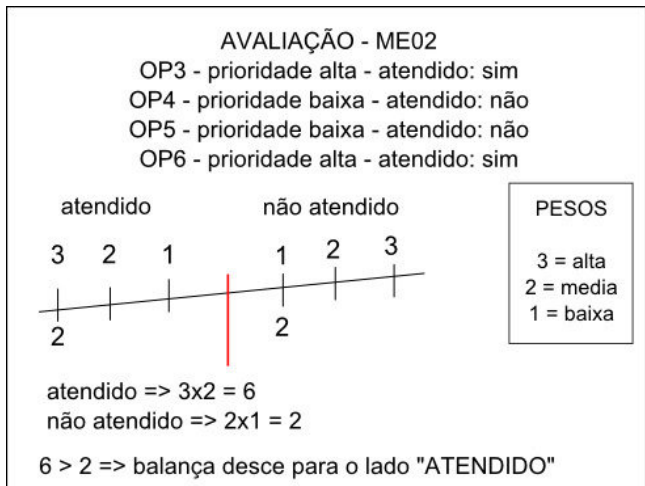 AVALIAÇÃO - ME02
OP3 - prioridade alta - atendido: sim
OP4 - prioridade baixa - atendido: não
OP5 - prioridade baixa - atendido: não
OP6 - prioridade alta - atendido: sim
atendido não atendido
3 2 1 1 2 3
2 2
PESOS
3 = alta
2 = media
1 = baixa
atendido => 3x2 = 6
não atendido => 2x1 = 2
6 > 2 => balança desce para o lado "ATENDIDO"